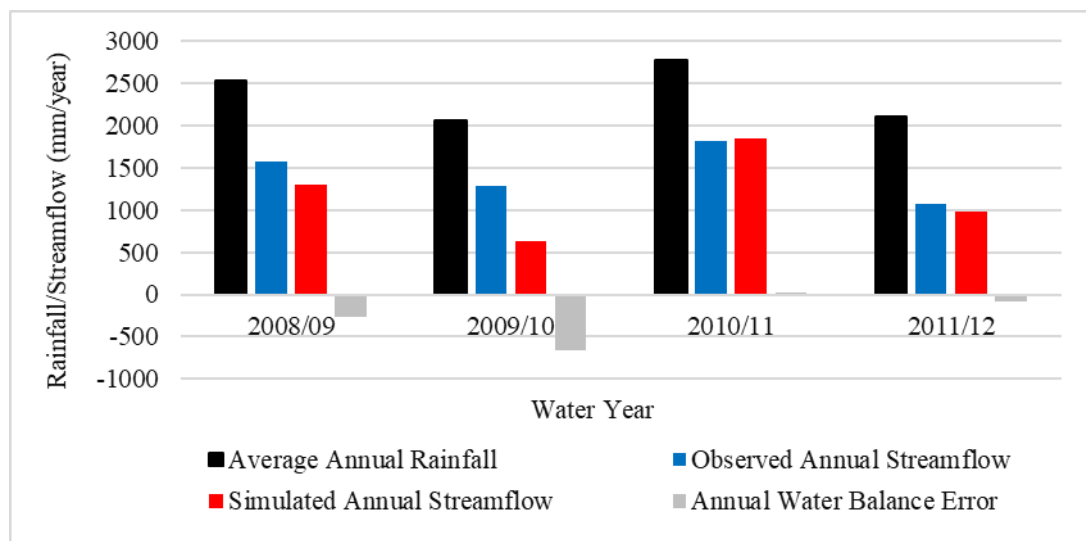 3000
2500
2000
1500
1000
500
0
-500
-1000
Rainfall/Streamflow (mm/year)
2008/09 2009/10 2010/11 2011/12
Water Year
Average Annual Rainfall Observed Annual Streamflow
Simulated Annual Streamflow Annual Water Balance Error